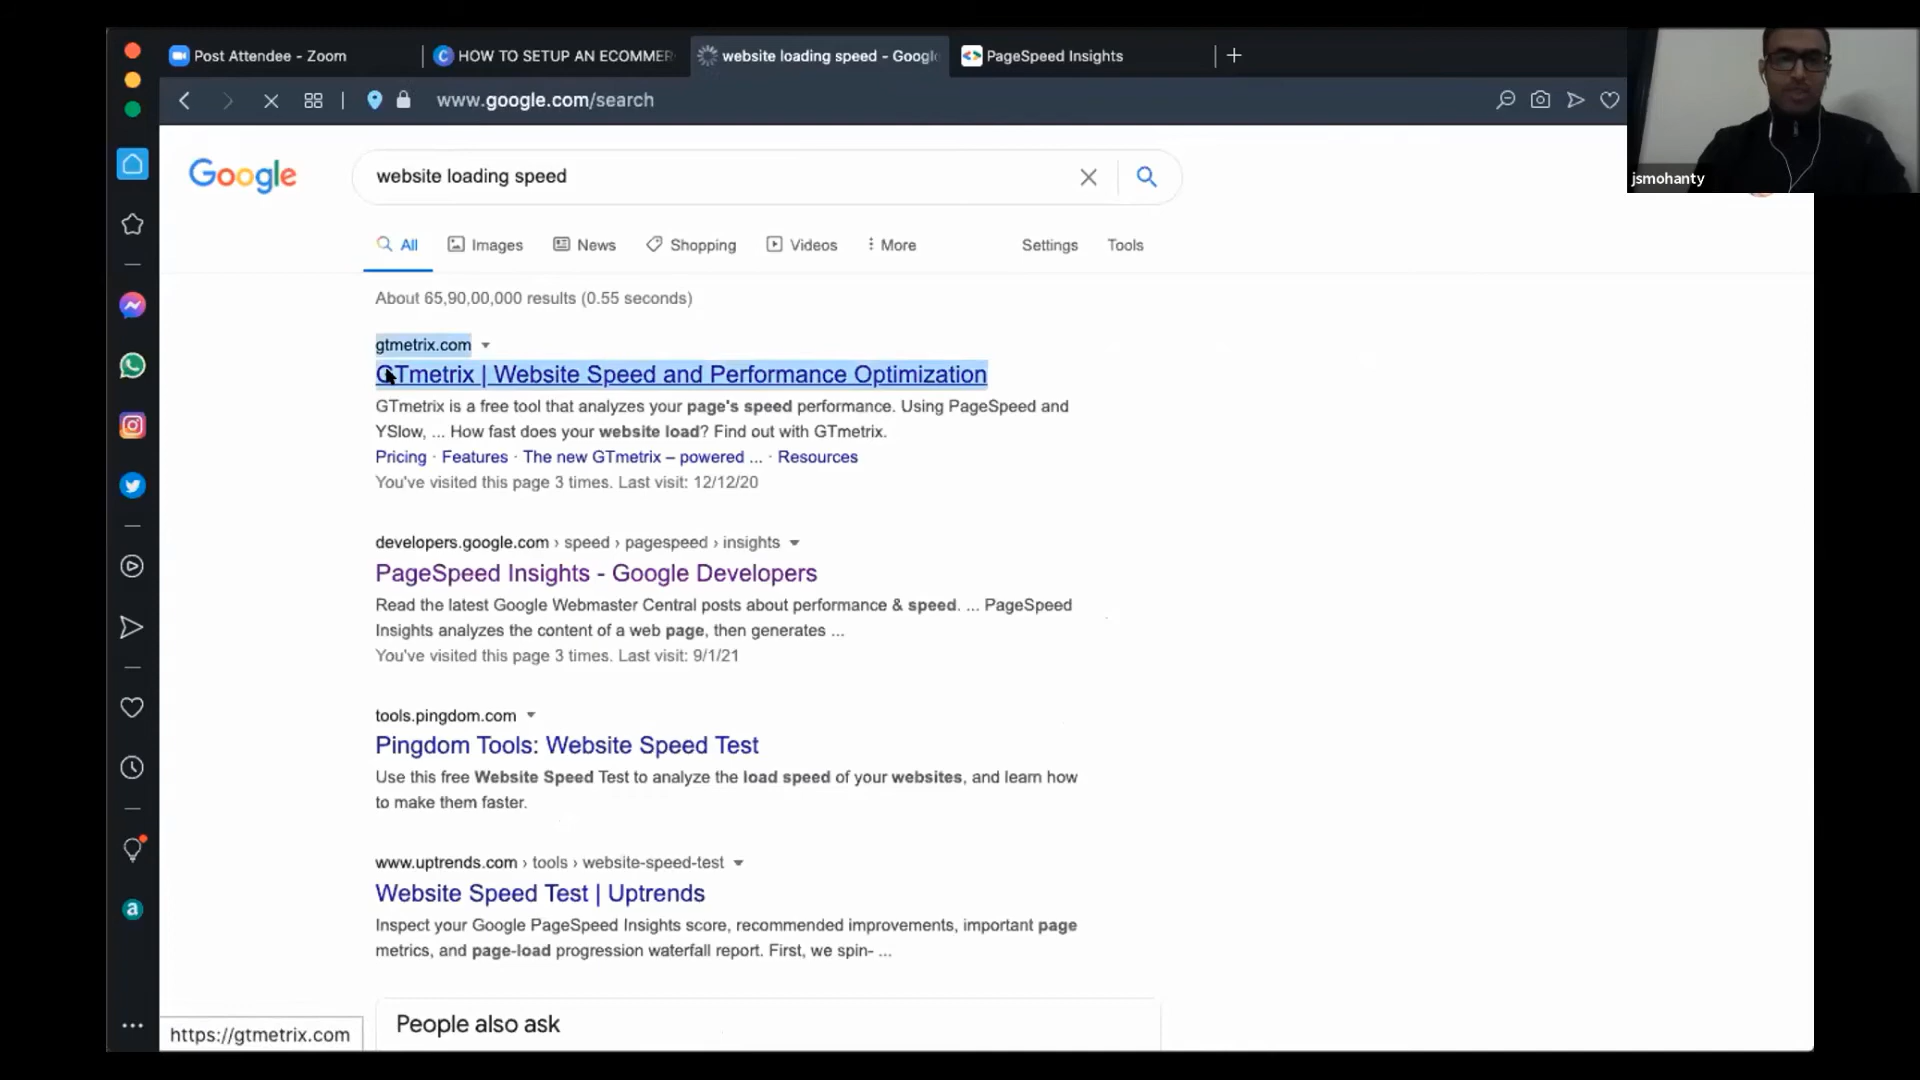 Post Attendee - Zoom
HOW TO SETUP AN ECOMMER
website loading speed - Google
PageSpeed Insights
www.google.com/search
jsmohanty
Google
website loading speed
All
Images
News
Shopping
Videos
More
Settings
Tools
About 65,90,00,000 results (0.55 seconds)
gtmetrix.com
GTmetrix | Website Speed and Performance Optimization
GTmetrix is a free tool that analyzes your page's speed performance. Using PageSpeed and
YSlow, ... How fast does your website load? Find out with GTmetrix.
Pricing · Features · The new GTmetrix – powered ... · Resources
You've visited this page 3 times. Last visit: 12/12/20
developers.google.com › speed › pagespeed › insights
PageSpeed Insights - Google Developers
Read the latest Google Webmaster Central posts about performance & speed. ... PageSpeed
Insights analyzes the content of a web page, then generates ...
You've visited this page 3 times. Last visit: 9/1/21
tools.pingdom.com
Pingdom Tools: Website Speed Test
Use this free Website Speed Test to analyze the load speed of your websites, and learn how
to make them faster.
www.uptrends.com › tools › website-speed-test
Website Speed Test | Uptrends
Inspect your Google PageSpeed Insights score, recommended improvements, important page
metrics, and page-load progression waterfall report. First, we spin- ...
People also ask
https://gtmetrix.com